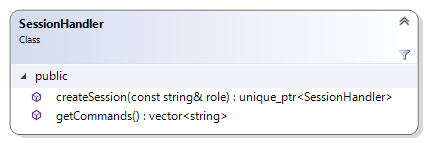 SessionHandler
Class
public
createSession(const string& role) : unique_ptr<SessionHandler>
getCommands() : vector<string>